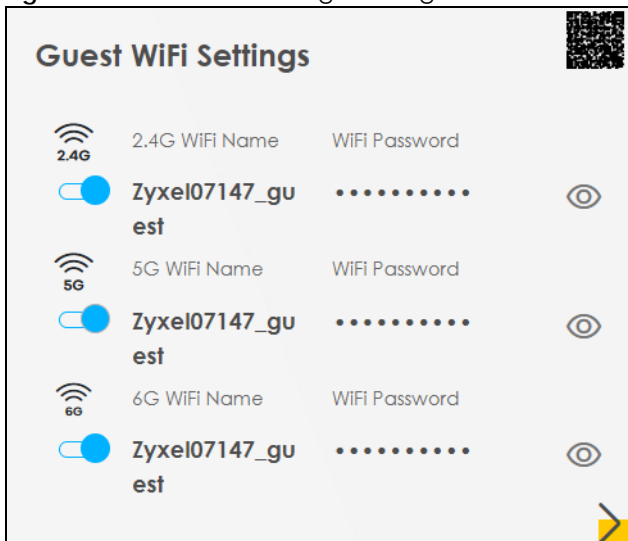 Guest WiFi Settings
2.4G WiFi Name WiFi Password
2.4G
Zyxel07147_gu ••••••••••
est
5G WiFi Name WiFi Password
5G
Zyxel07147_gu ••••••••••
est
6G WiFi Name WiFi Password
6G
Zyxel07147_gu ••••••••••
est